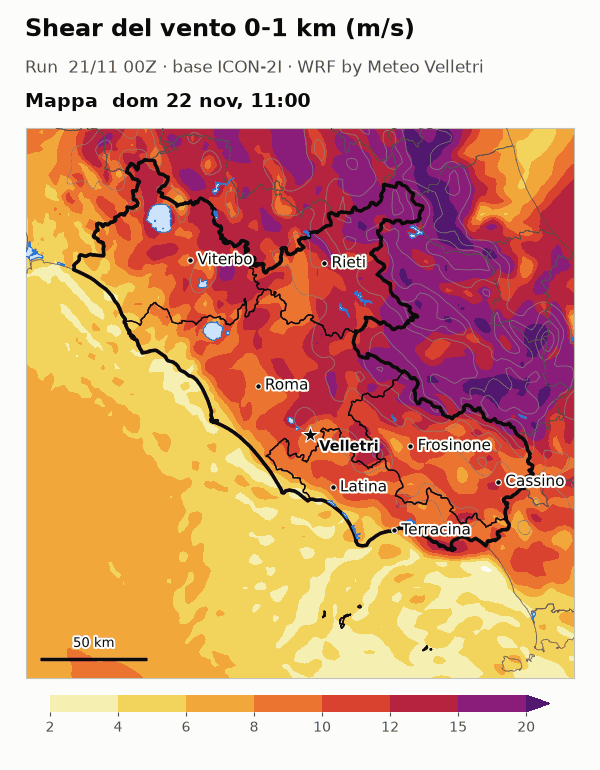 Shear del vento 0-1 km (m/s)
Run  21/11 00Z · base ICON-2I · WRF by Meteo Velletri
Mappa  dom 22 nov, 11:00
Viterbo
Rieti
Roma
Velletri
Frosinone
Latina
Cassino
Terracina
50 km
2 4 6 8 10 12 15 20